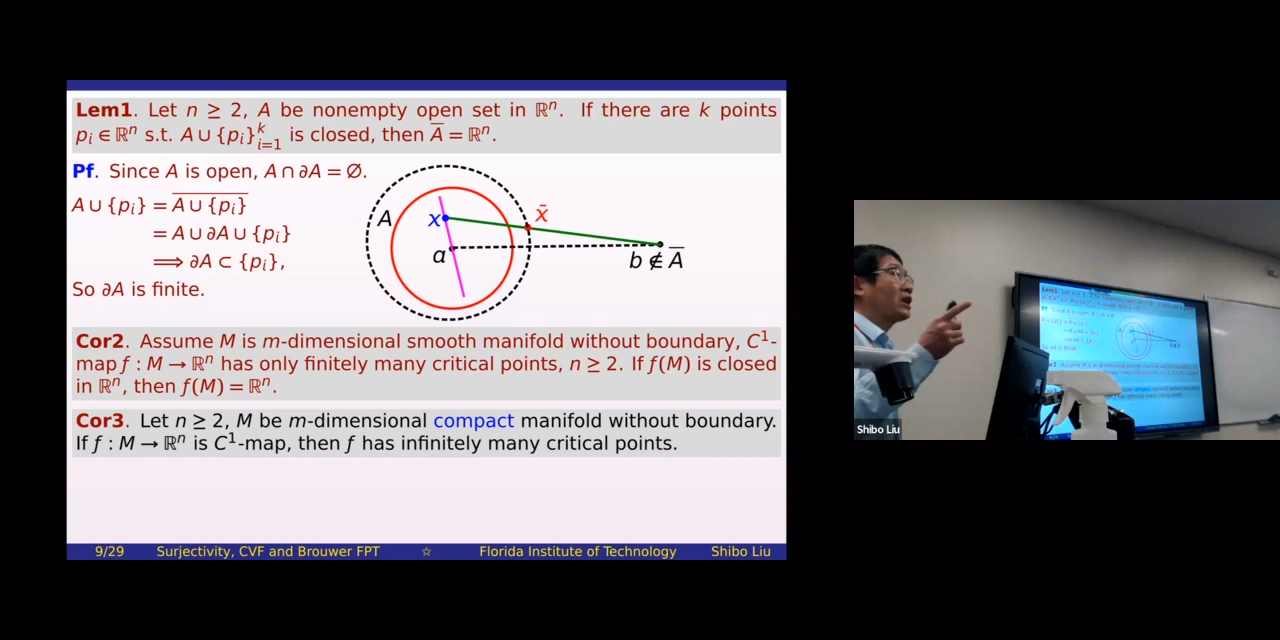 Lem1. Let n ≥ 2, A be nonempty open set in ℝⁿ. If there are k points
pᵢ ∈ ℝⁿ s.t. A ∪ {pᵢ}ᵏᵢ₌₁ is closed, then A̅ = ℝⁿ.
Pf. Since A is open, A ∩ ∂A = Ø.
A ∪ {pᵢ} = \overline{A ∪ {pᵢ}}
= A ∪ ∂A ∪ {pᵢ}
⟹ ∂A ⊂ {pᵢ},
So ∂A is finite.
A
x
x̄
a
b ∉ A̅
Cor2. Assume M is m-dimensional smooth manifold without boundary, C¹-
map f : M → ℝⁿ has only finitely many critical points, n ≥ 2. If f(M) is closed
in ℝⁿ, then f(M) = ℝⁿ.
Cor3. Let n ≥ 2, M be m-dimensional compact manifold without boundary.
If f : M → ℝⁿ is C¹-map, then f has infinitely many critical points.
9/29 Surjectivity, CVF and Brouwer FPT ☆ Florida Institute of Technology Shibo Liu
Shibo Liu